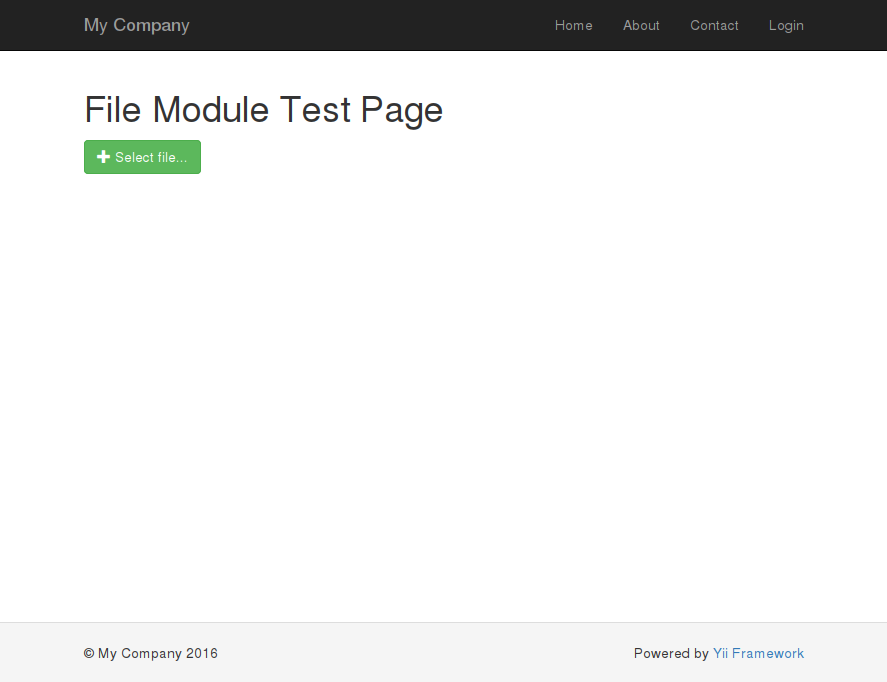 My Company Home About Contact Login
File Module Test Page
Select file...
© My Company 2016 Powered by Yii Framework